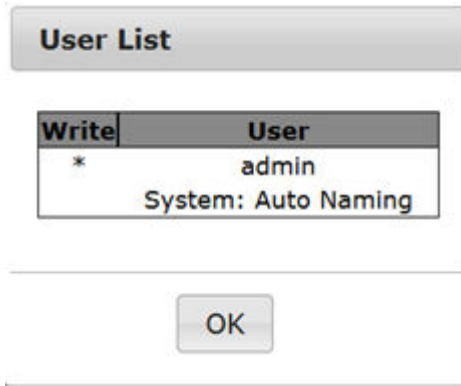 User List
Write User
* admin
System: Auto Naming
OK